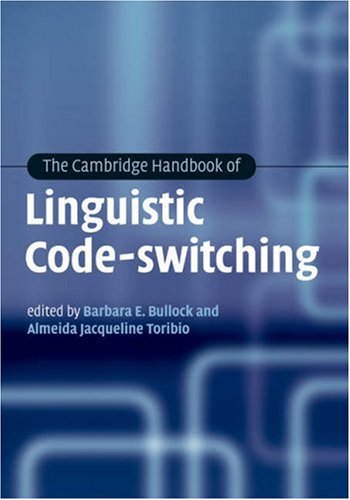 The Cambridge Handbook of
Linguistic
Code-switching
edited by Barbara E. Bullock and
Almeida Jacqueline Toribio